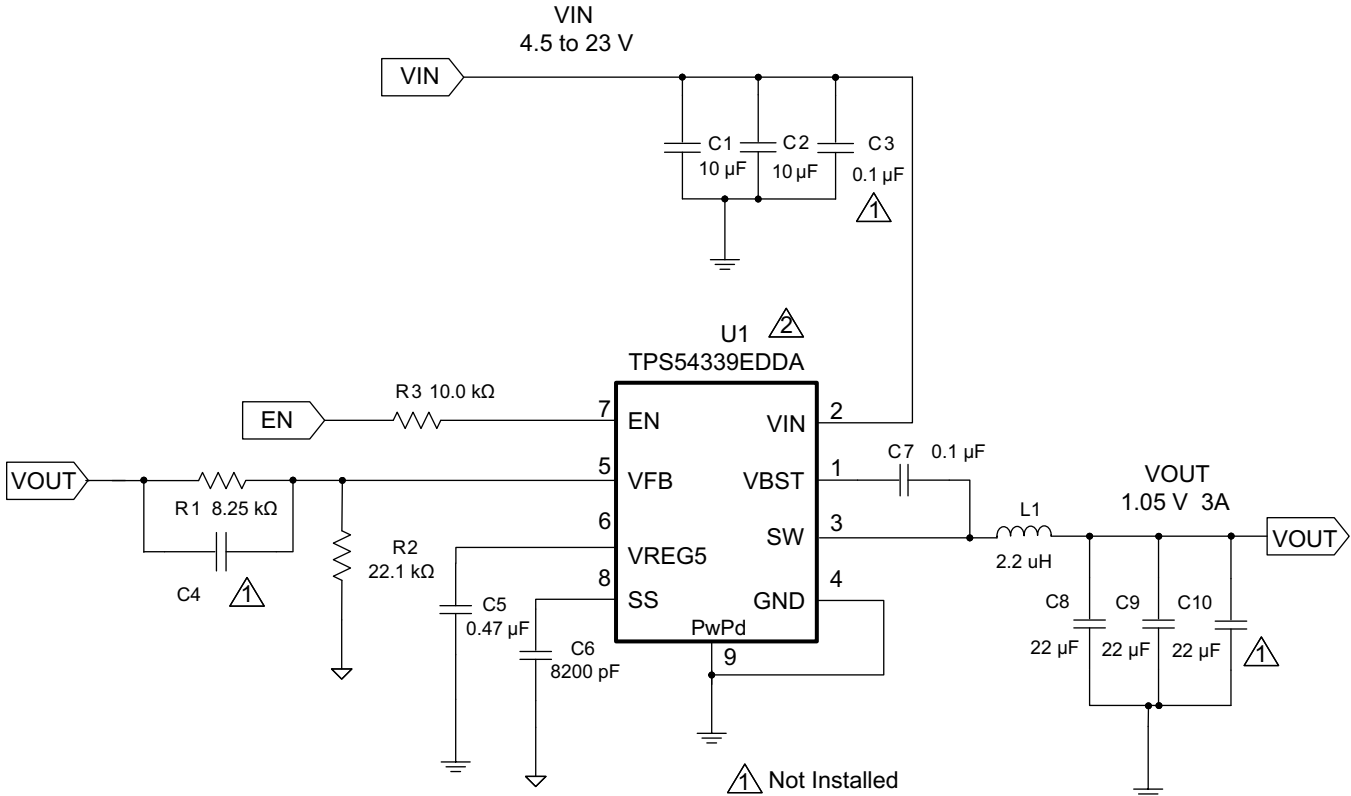 VIN
4.5 to 23 V
VIN
C1
10 µF
C2
10 µF
C3
0.1 µF
1
U1
2
TPS54339EDDA
R3 10.0 kΩ
EN
7
EN
VIN
2
VOUT
R1 8.25 kΩ
C4
1
R2
22.1 kΩ
5
VFB
VBST
1
C7 0.1 µF
6
VREG5
SW
3
L1
2.2 uH
VOUT
1.05 V 3A
VOUT
8
SS
GND
4
C5
0.47 µF
C6
8200 pF
PwPd
9
C8
22 µF
C9
22 µF
C10
22 µF
1
1 Not Installed